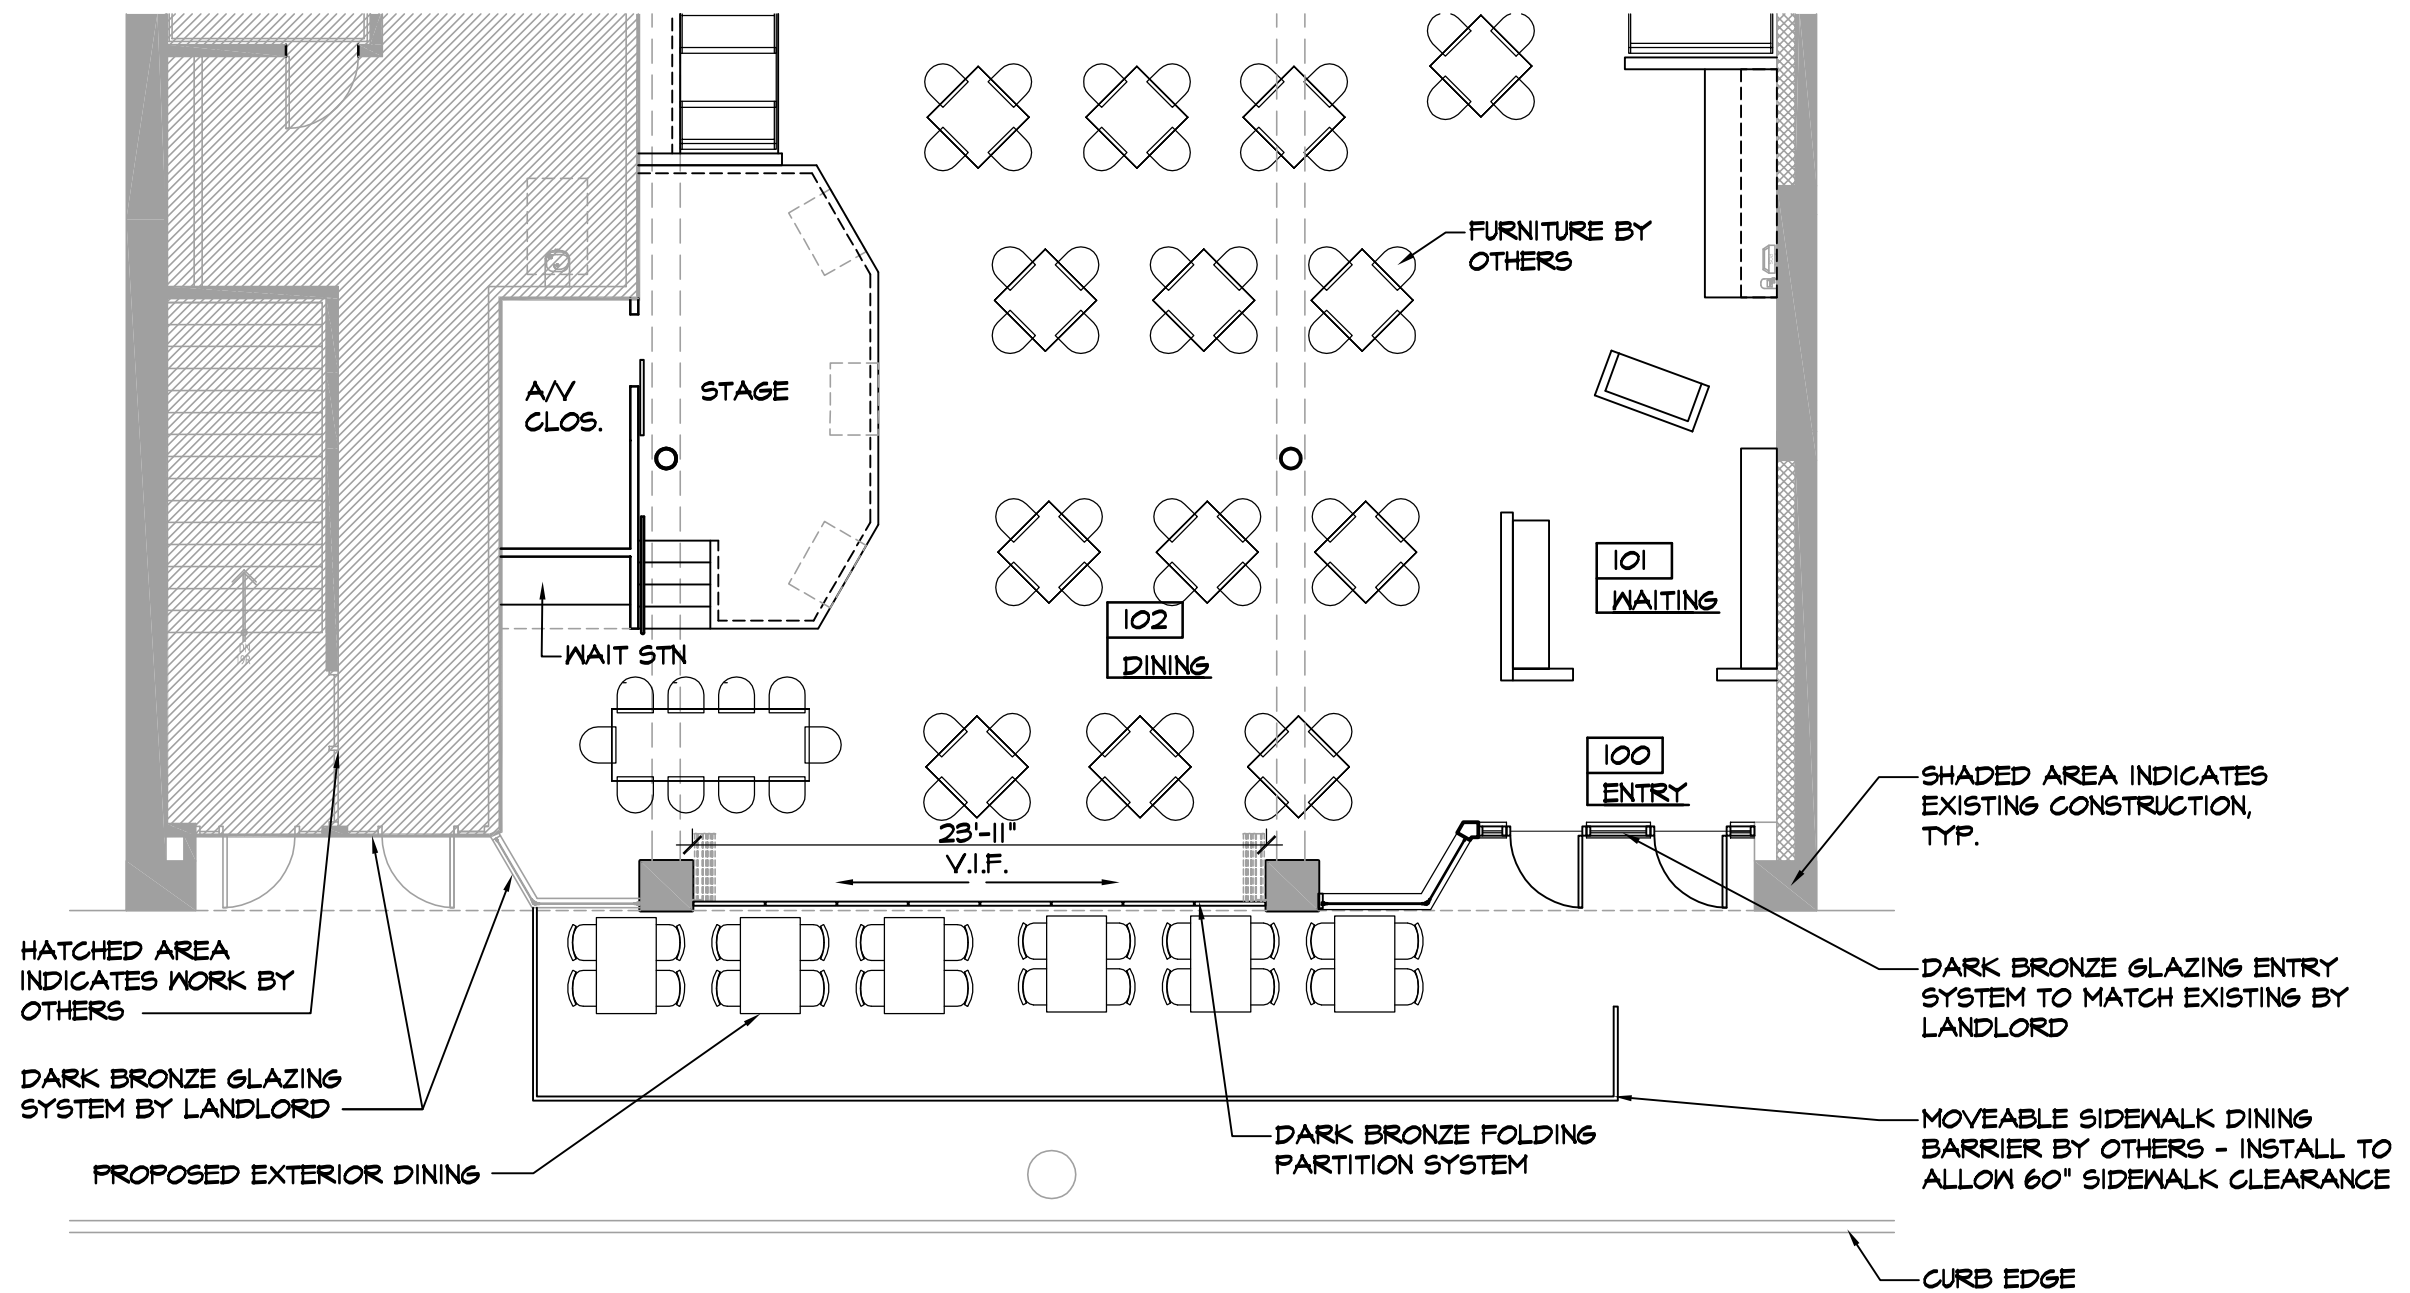 FURNITURE BY
OTHERS
A/V
CLOS.
STAGE
101
WAITING
102
DINING
WAIT STN
DN
19R
100
ENTRY
23'-11"
V.I.F.
SHADED AREA INDICATES
EXISTING CONSTRUCTION,
TYP.
HATCHED AREA
INDICATES WORK BY
OTHERS
DARK BRONZE GLAZING ENTRY
SYSTEM TO MATCH EXISTING BY
LANDLORD
DARK BRONZE GLAZING
SYSTEM BY LANDLORD
MOVEABLE SIDEWALK DINING
BARRIER BY OTHERS - INSTALL TO
ALLOW 60" SIDEWALK CLEARANCE
DARK BRONZE FOLDING
PARTITION SYSTEM
PROPOSED EXTERIOR DINING
CURB EDGE